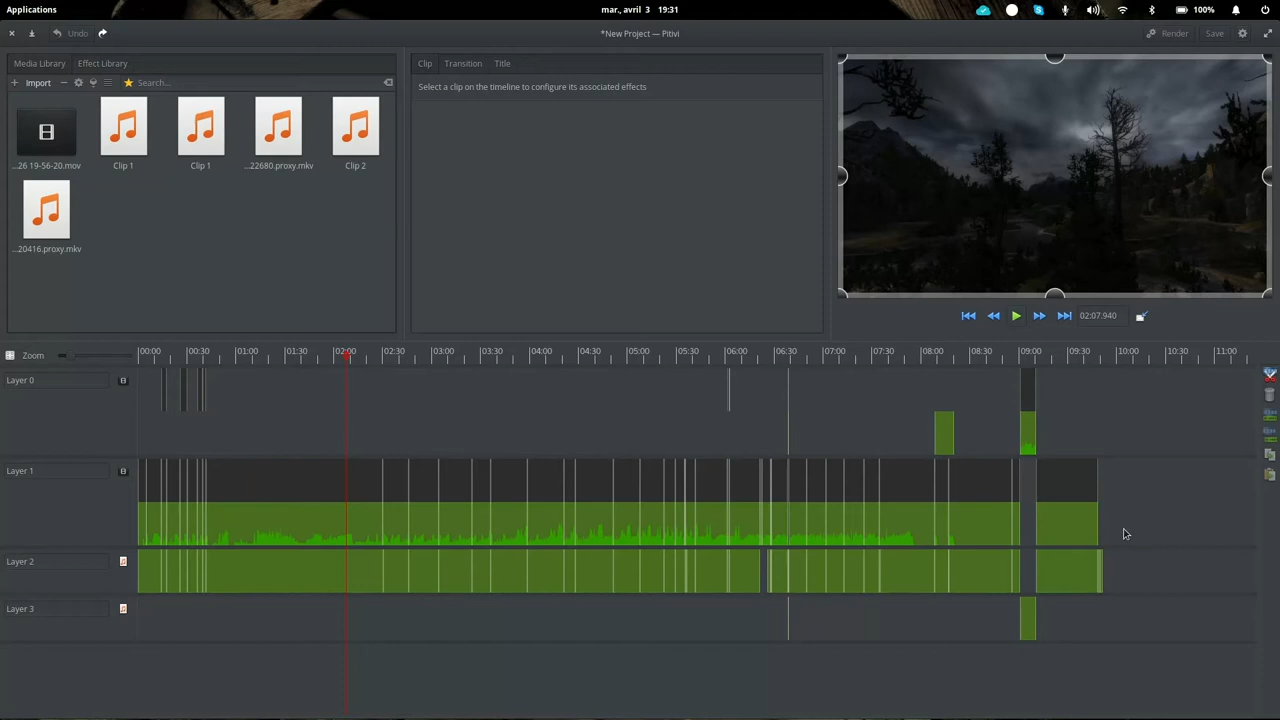 Applications
mar., avril 3 19:31
100%
Undo
*New Project — Pitivi
Render
Save
Media Library
Effect Library
Clip
Transition
Title
Import
Search...
Select a clip on the timeline to configure its associated effects
...26 19-56-20.mov
Clip 1
Clip 1
...22680.proxy.mkv
Clip 2
...20416.proxy.mkv
02:07.940
Zoom
00:00
00:30
01:00
01:30
02:00
02:30
03:00
03:30
04:00
04:30
05:00
05:30
06:00
06:30
07:00
07:30
08:00
08:30
09:00
09:30
10:00
10:30
11:00
Layer 0
Layer 1
Layer 2
Layer 3